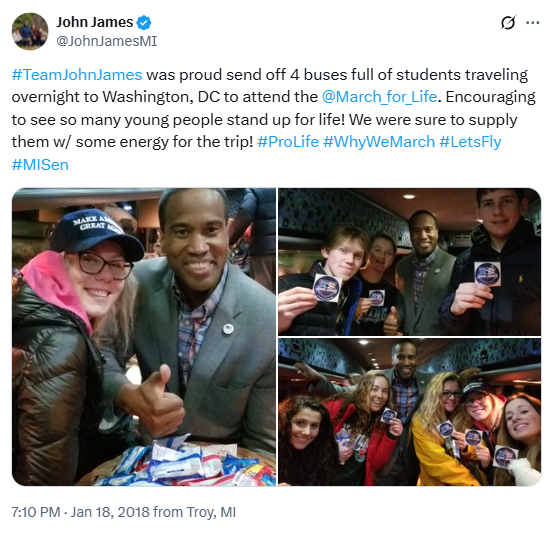 John James
@JohnJamesMI
#TeamJohnJames was proud send off 4 buses full of students traveling
overnight to Washington, DC to attend the @March_for_Life. Encouraging
to see so many young people stand up for life! We were sure to supply
them w/ some energy for the trip! #ProLife #WhyWeMarch #LetsFly
#MISen
MAKE AM
GREAT AGA
7:10 PM · Jan 18, 2018 from Troy, MI